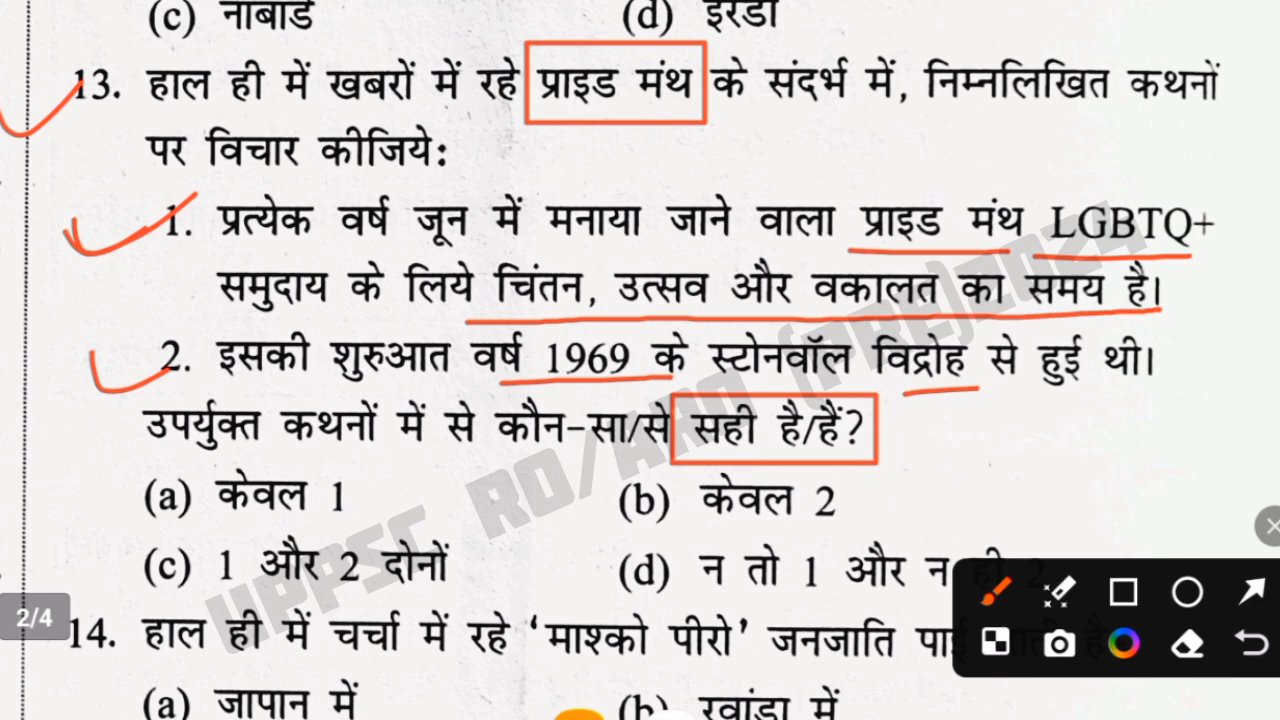 (c) नाबार्ड (d) इरडा
13. हाल ही में खबरों में रहे प्राइड मंथ के संदर्भ में, निम्नलिखित कथनों
पर विचार कीजिये:
1. प्रत्येक वर्ष जून में मनाया जाने वाला प्राइड मंथ LGBTQ+
समुदाय के लिये चिंतन, उत्सव और वकालत का समय है।
2. इसकी शुरुआत वर्ष 1969 के स्टोनवॉल विद्रोह से हुई थी।
उपर्युक्त कथनों में से कौन-सा/से सही है/हैं?
(a) केवल 1 (b) केवल 2
(c) 1 और 2 दोनों (d) न तो 1 और न ही 2
2/4
14. हाल ही में चर्चा में रहे ‘माश्को पीरो’ जनजाति पाई जाती है
(a) जापान में (b) रवांडा में
UPPSC RO/ARO (PRE)2024